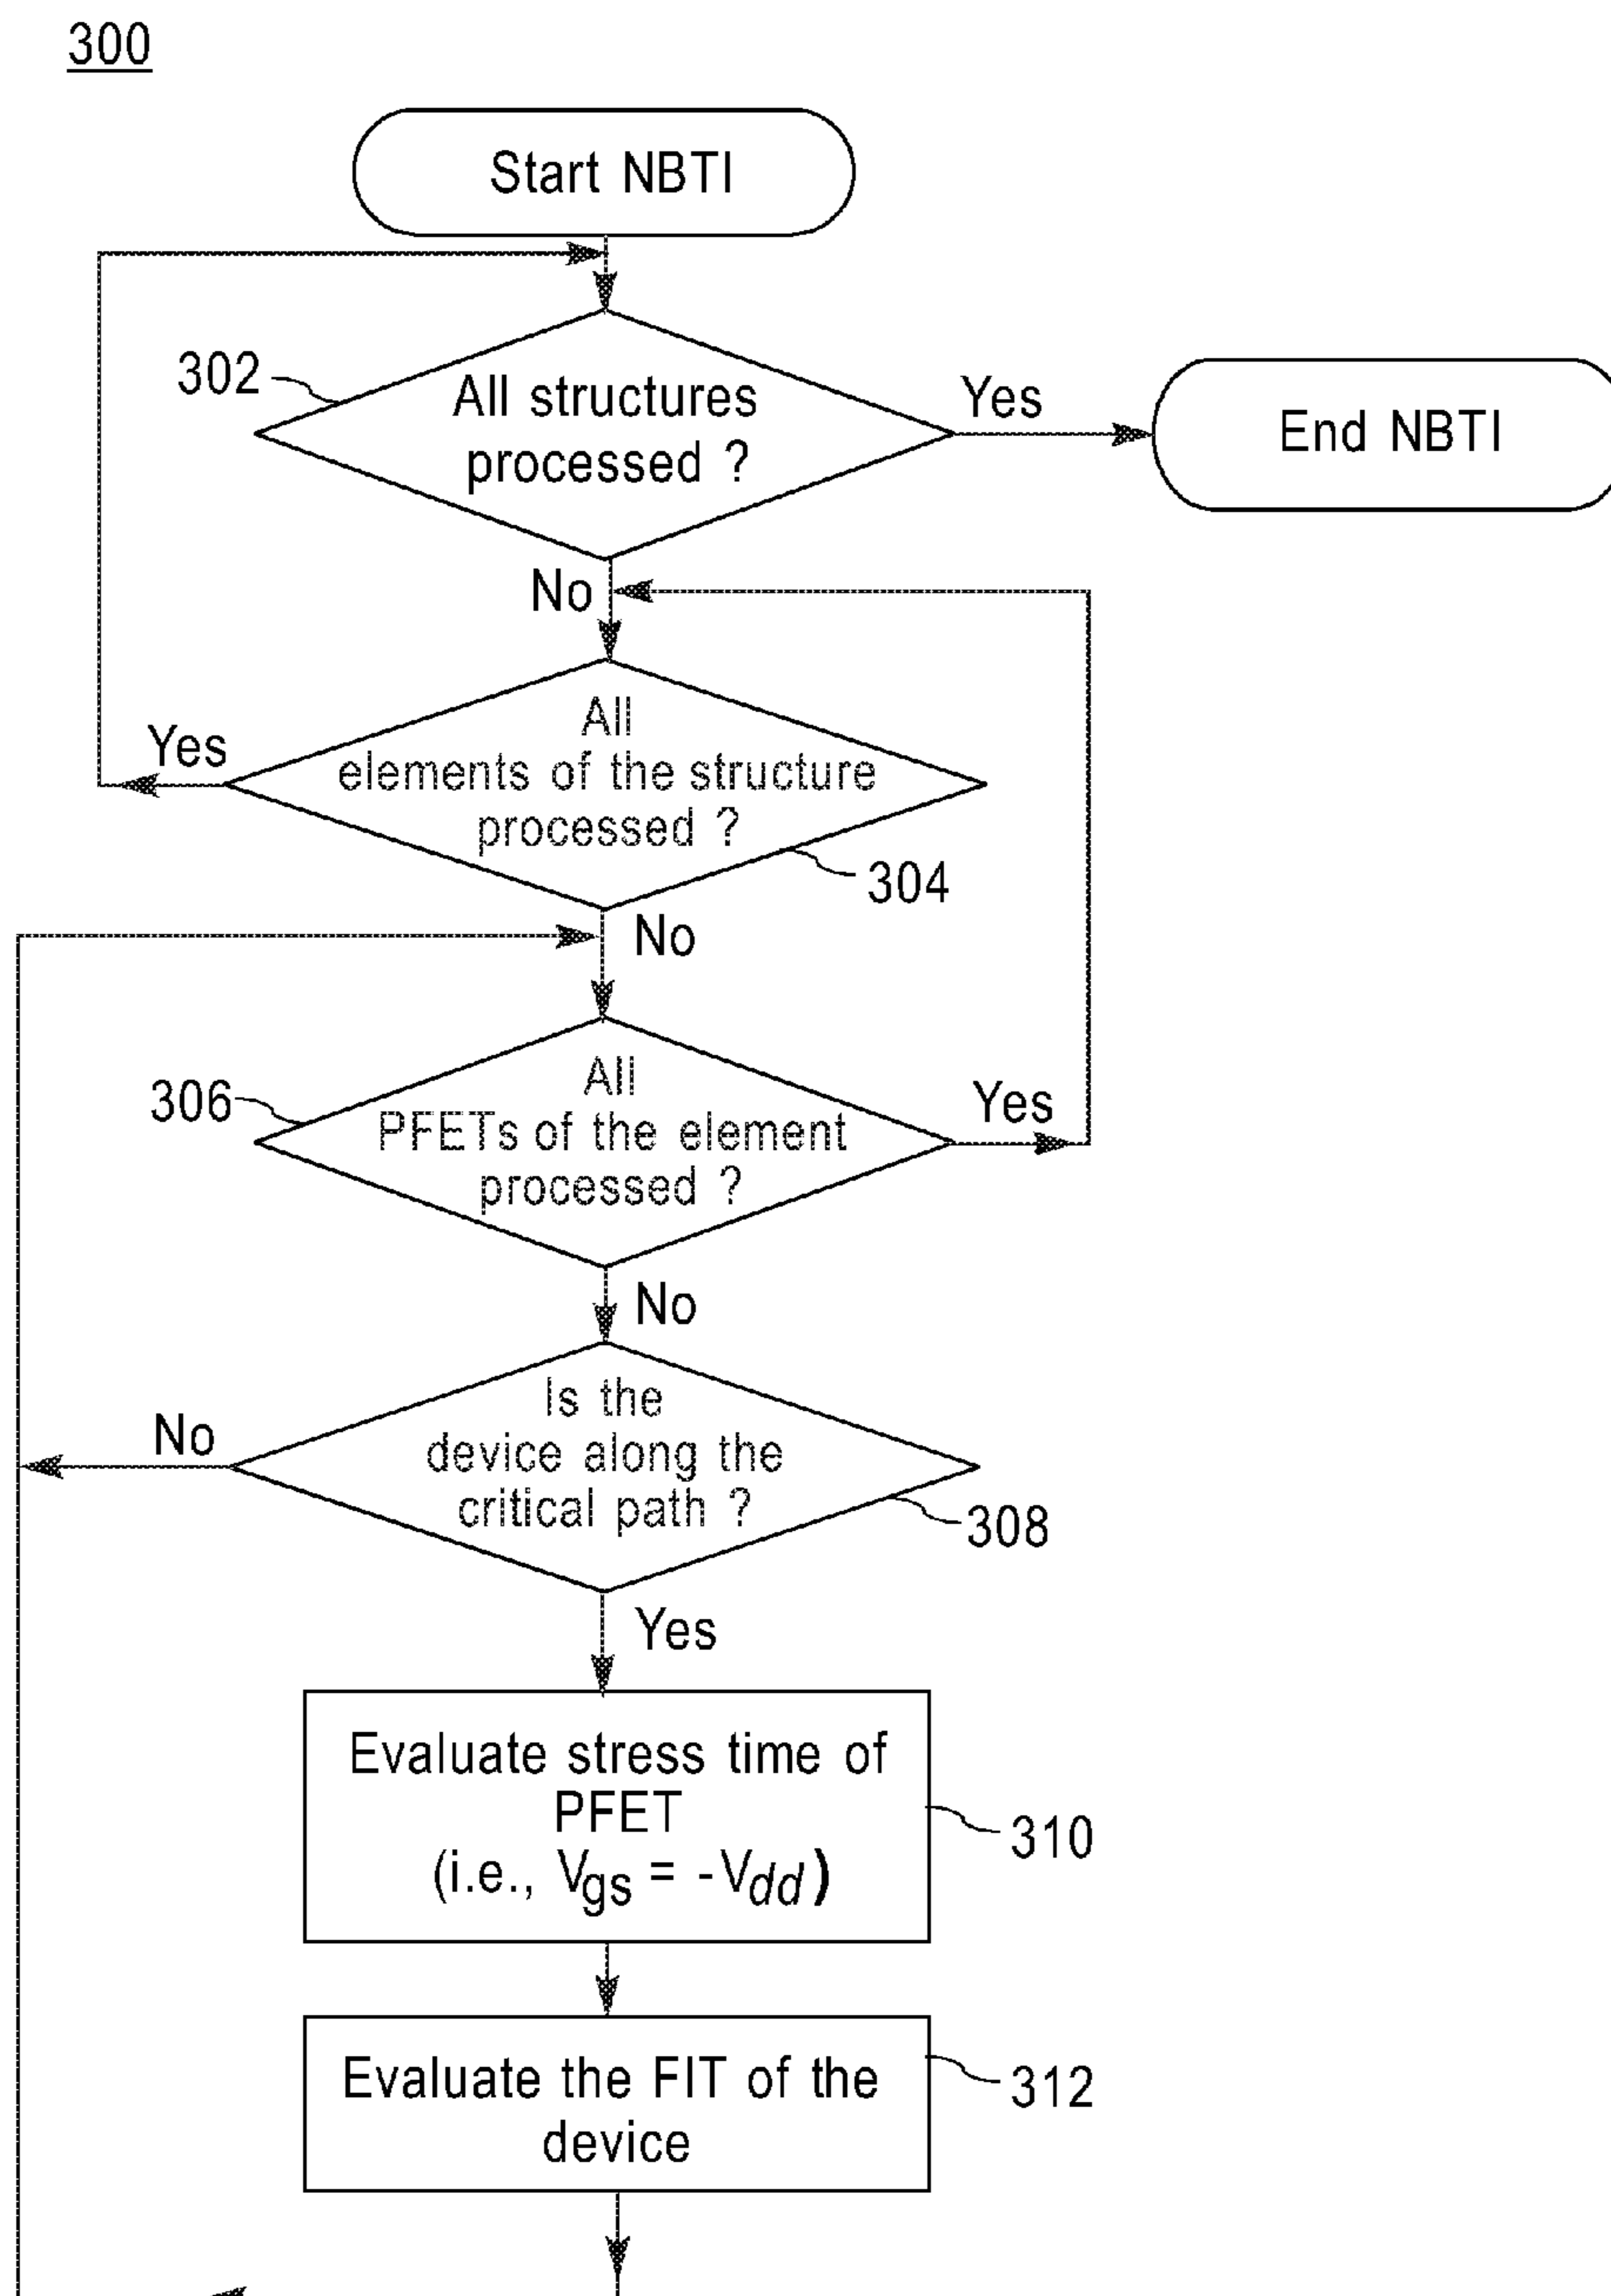 300
Start NBTI
302
All structures
processed ?
Yes
End NBTI
No
All
elements of the structure
processed ?
Yes
304
No
306
All
PFETs of the element
processed ?
Yes
No
Is the
device along the
critical path ?
No
308
Yes
Evaluate stress time of
PFET
(i.e., Vgs = -Vdd)
310
Evaluate the FIT of the
device
312